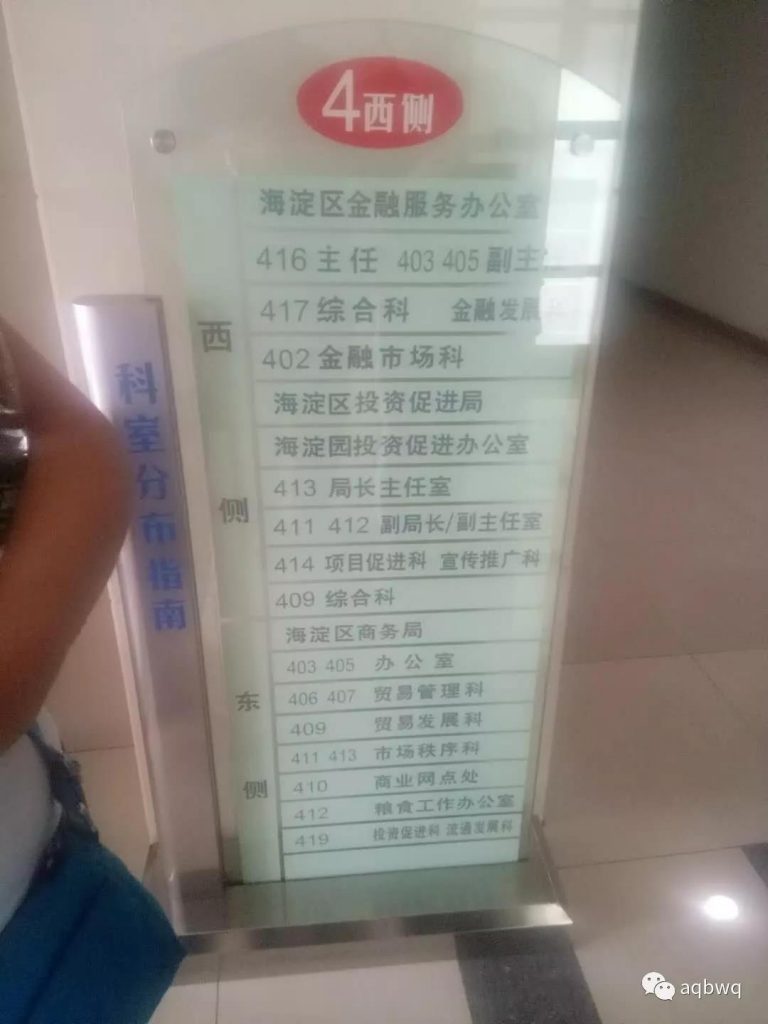 4西侧
海淀区金融服务办公室
416 主任 403 405 副主
417 综合科 金融发展
402 金融市场科
海淀区投资促进局
海淀园投资促进办公室
413 局长主任室
411 412 副局长/副主任室
414 项目促进科 宣传推广科
409 综合科
西侧
海淀区商务局
403 405 办公室
406 407 贸易管理科
409 贸易发展科
411 413 市场秩序科
410 商业网点处
412 粮食工作办公室
419 投资促进科 流通发展科
东侧
科室分布指南
aqbwq